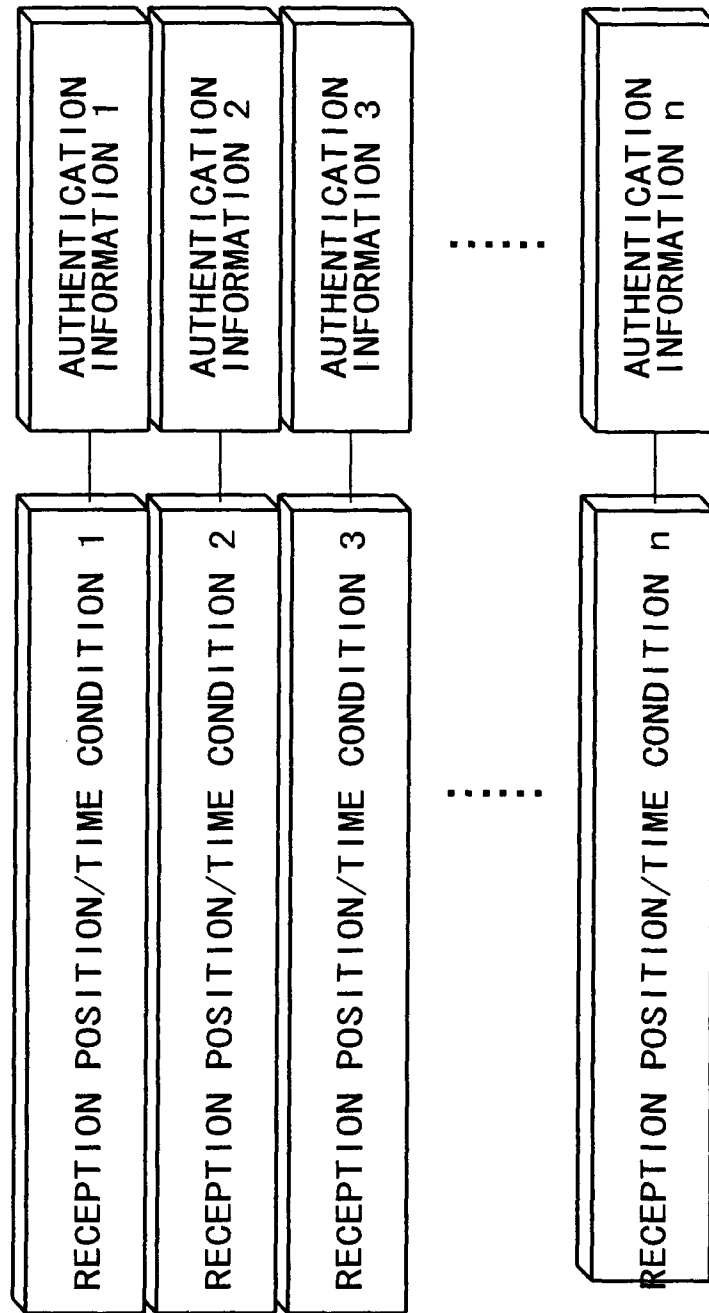 RECEPTION POSITION/TIME CONDITION 1
AUTHENTICATION
INFORMATION 1
RECEPTION POSITION/TIME CONDITION 2
AUTHENTICATION
INFORMATION 2
RECEPTION POSITION/TIME CONDITION 3
AUTHENTICATION
INFORMATION 3
......
......
RECEPTION POSITION/TIME CONDITION n
AUTHENTICATION
INFORMATION n